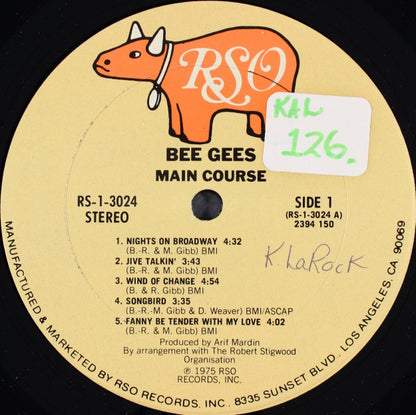 RSO
KAL
126.
BEE GEES
MAIN COURSE
RS-1-3024
STEREO
SIDE 1
(RS-1-3024 A)
2394 150
1. NIGHTS ON BROADWAY 4:32
(B.-R. & M. Gibb) BMI
2. JIVE TALKIN' 3:43
(B.-R. & M. Gibb) BMI
3. WIND OF CHANGE 4:54
(B. & R. Gibb) BMI
4. SONGBIRD 3:35
(B.-R.-M Gibb & D. Weaver) BMI/ASCAP
5. FANNY BE TENDER WITH MY LOVE 4:02
(B.-R. & M. Gibb) BMI
K. LaRock
Produced by Arif Mardin
By arrangement with The Robert Stigwood
Organisation
℗ 1975 RSO
RECORDS, INC.
MANUFACTURED & MARKETED BY RSO RECORDS, INC. 8335 SUNSET BLVD., LOS ANGELES, CA. 90069